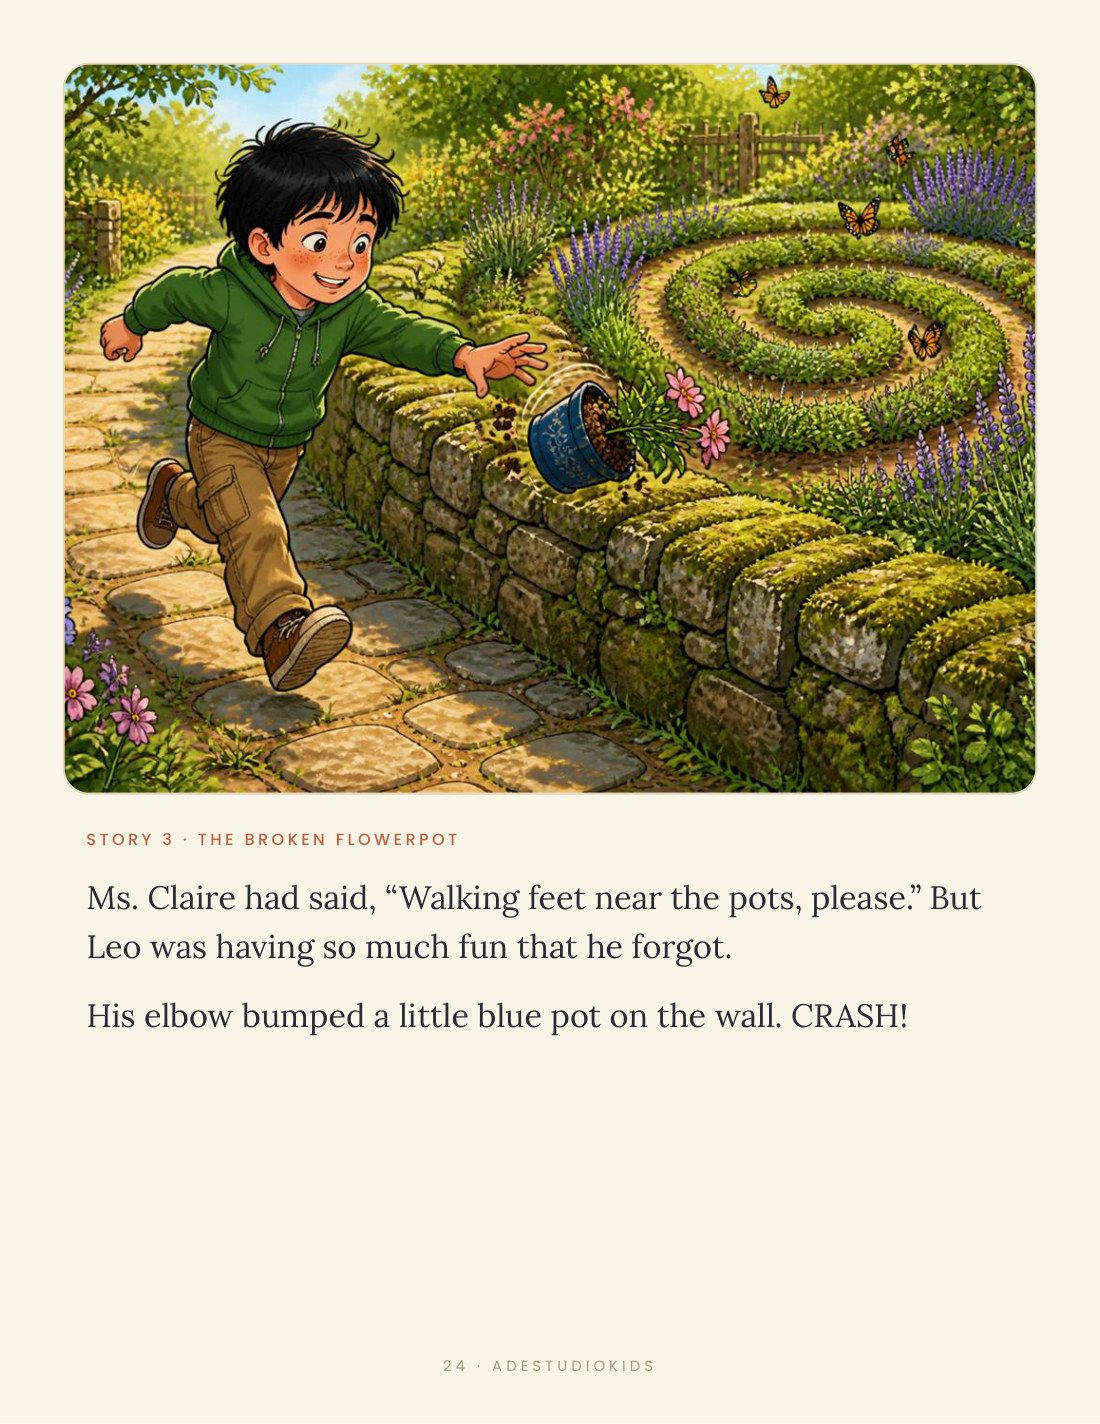 STORY 3 · THE BROKEN FLOWERPOT
Ms. Claire had said, “Walking feet near the pots, please.” But
Leo was having so much fun that he forgot.
His elbow bumped a little blue pot on the wall. CRASH!
24 · ADESTUDIOKIDS